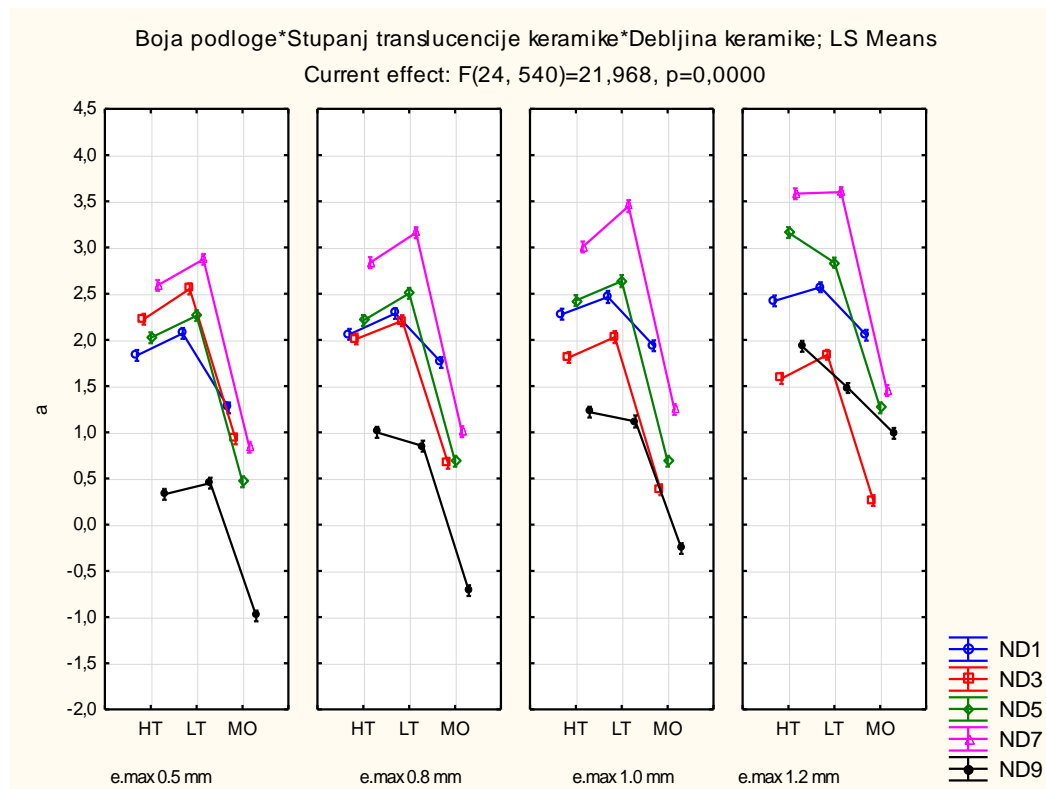 Boja podloge*Stupanj translucencije keramike*Debljina keramike; LS Means
Current effect: F(24, 540)=21,968, p=0,0000
4,5
4,0
3,5
3,0
2,5
2,0
1,5
1,0
0,5
0,0
-0,5
-1,0
-1,5
-2,0
a
HT LT MO
HT LT MO
HT LT MO
HT LT MO
e.max 0.5 mm
e.max 0.8 mm
e.max 1.0 mm
e.max 1.2 mm
ND1
ND3
ND5
ND7
ND9